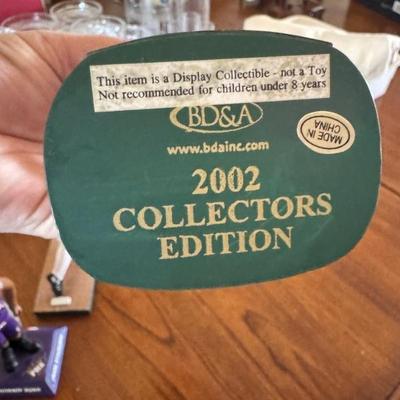 This item is a Display Collectible - not a Toy
Not recommended for children under 8 years
BD&A
www.bdainc.com
MADE IN
CHINA
2002
COLLECTORS
EDITION